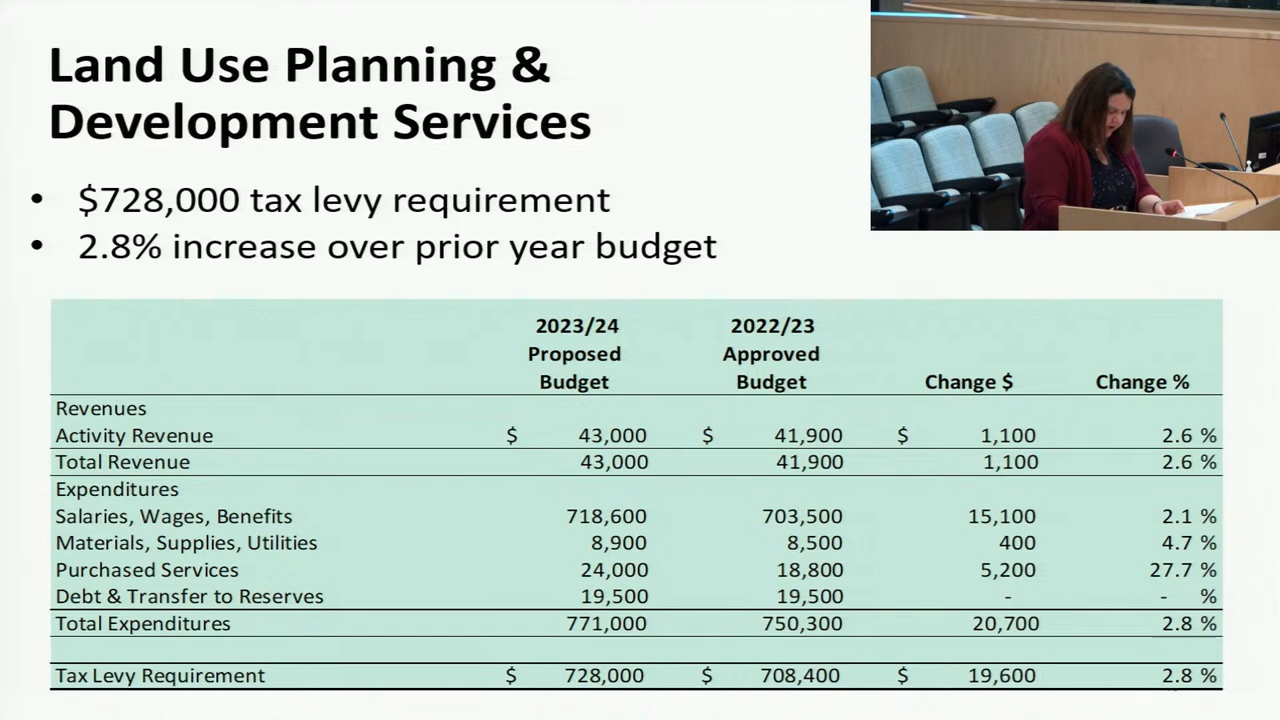 Land Use Planning &
Development Services
• $728,000 tax levy requirement
• 2.8% increase over prior year budget
2023/24 2022/23
Proposed Approved
Budget Budget Change $ Change %
Revenues
Activity Revenue $ 43,000 $ 41,900 $ 1,100 2.6 %
Total Revenue 43,000 41,900 1,100 2.6 %
Expenditures
Salaries, Wages, Benefits 718,600 703,500 15,100 2.1 %
Materials, Supplies, Utilities 8,900 8,500 400 4.7 %
Purchased Services 24,000 18,800 5,200 27.7 %
Debt & Transfer to Reserves 19,500 19,500 - - %
Total Expenditures 771,000 750,300 20,700 2.8 %
Tax Levy Requirement $ 728,000 $ 708,400 $ 19,600 2.8 %